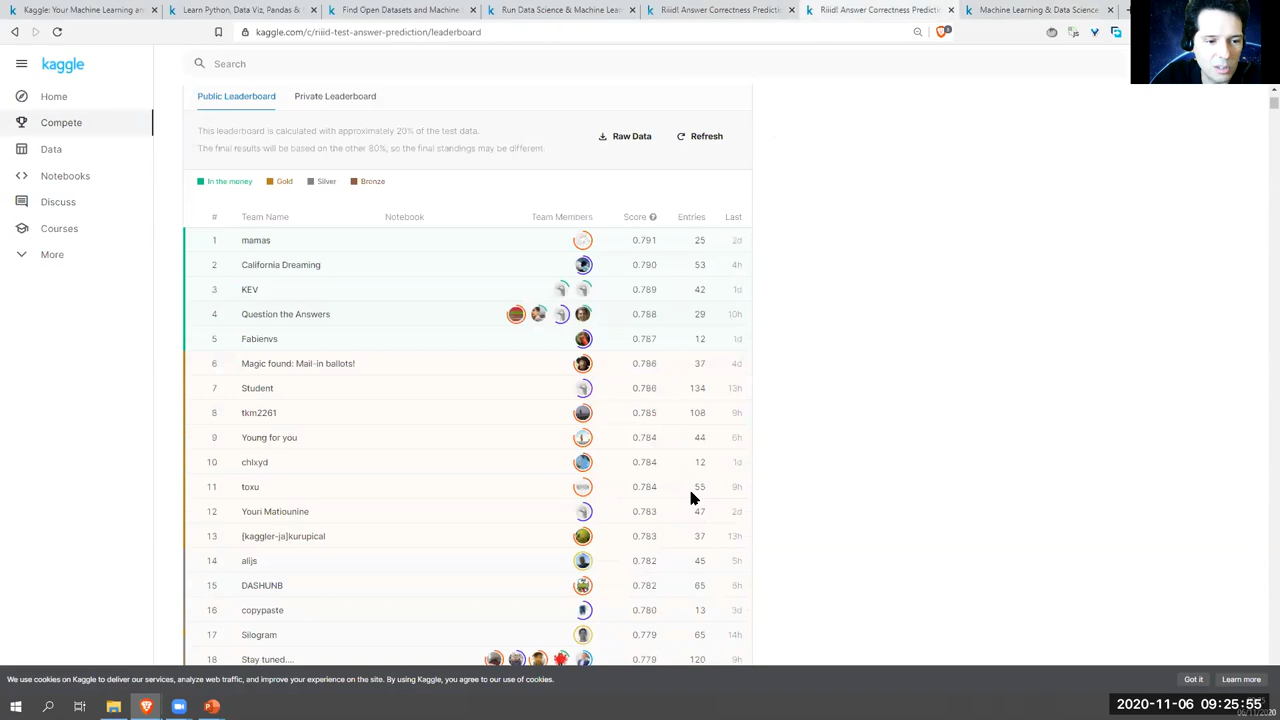 Kaggle: Your Machine Learning an
Learn Python, Data Viz, Pandas &
Find Open Datasets and Machine
Run Data Science & Machine Lea
Riiid! Answer Correctness Predicti
Riiid! Answer Correctness Predicti
Machine Learning & Data Science
kaggle.com/c/riiid-test-answer-prediction/leaderboard
kaggle
Search
Home
Compete
Data
Notebooks
Discuss
Courses
More
Public Leaderboard Private Leaderboard
This leaderboard is calculated with approximately 20% of the test data.
The final results will be based on the other 80%, so the final standings may be different.
Raw Data Refresh
In the money Gold Silver Bronze
# Team Name Notebook Team Members Score Entries Last
1 mamas 0.791 25 2d
2 California Dreaming 0.790 53 4h
3 KEV 0.789 42 1d
4 Question the Answers 0.788 29 10h
5 Fabienvs 0.787 12 1d
6 Magic found: Mail-in ballots! 0.786 37 4d
7 Student 0.786 134 13h
8 tkm2261 0.785 108 9h
9 Young for you 0.784 44 6h
10 chlxyd 0.784 12 1d
11 toxu 0.784 55 9h
12 Youri Matiounine 0.783 47 2d
13 [kaggler-ja]kurupical 0.783 37 13h
14 alijs 0.782 45 5h
15 DASHUNB 0.782 65 5h
16 copypaste 0.780 13 3d
17 Silogram 0.779 65 14h
18 Stay tuned.... 0.779 120 9h
We use cookies on Kaggle to deliver our services, analyze web traffic, and improve your experience on the site. By using Kaggle, you agree to our use of cookies.
Got it Learn more
2020-11-06 09:25:55